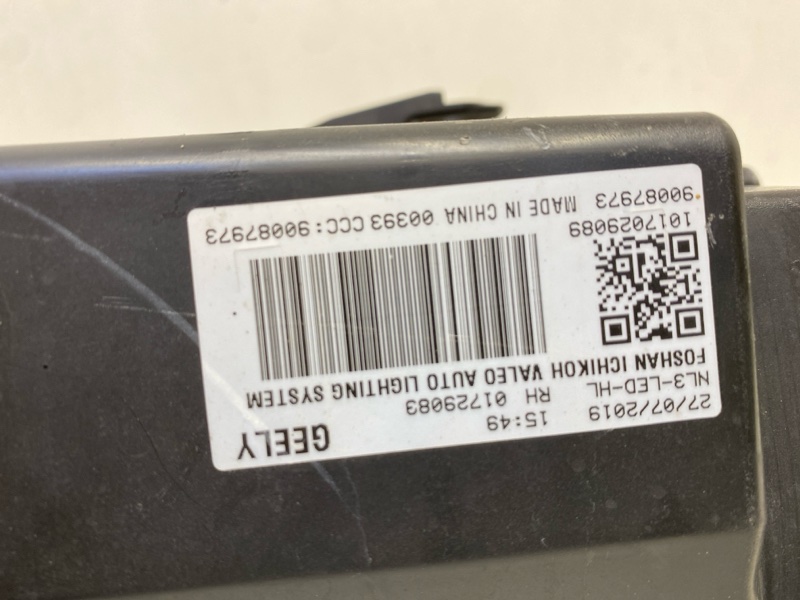 27/07/2019 15:49 GEELY
NL3-LED-HL RH 01729083
FOSHAN ICHIKOH VALEO AUTO LIGHTING SYSTEM
1017029089
90087973 MADE IN CHINA 00393 CCC:90087973